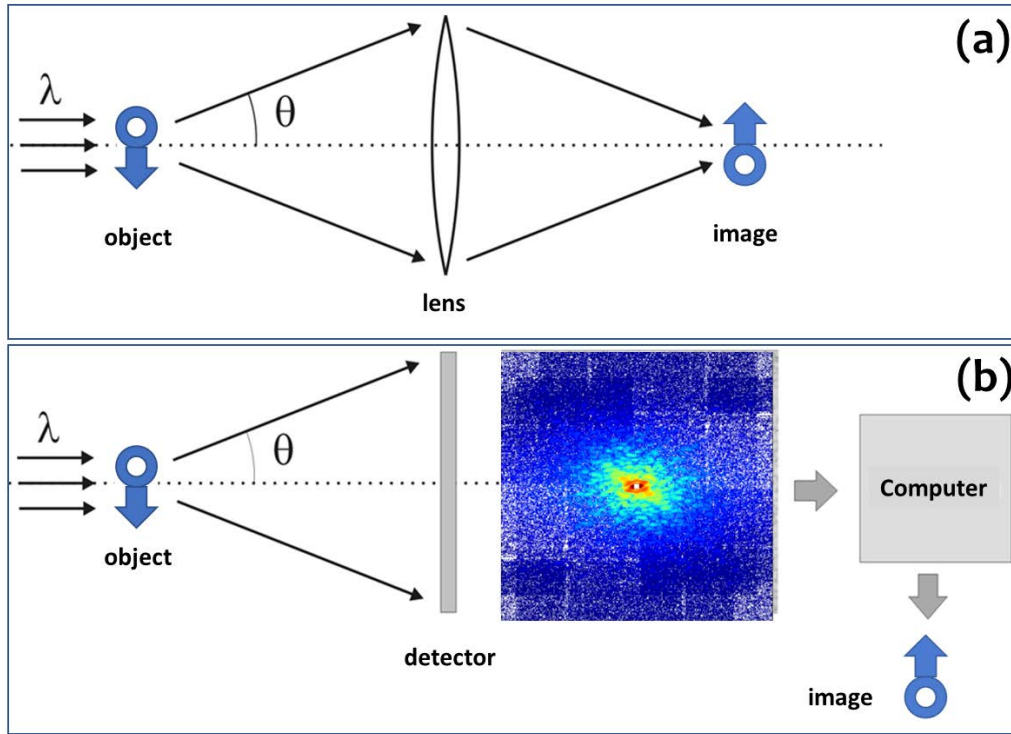 (a)
λ
θ
object
image
lens
(b)
λ
θ
Computer
object
detector
image